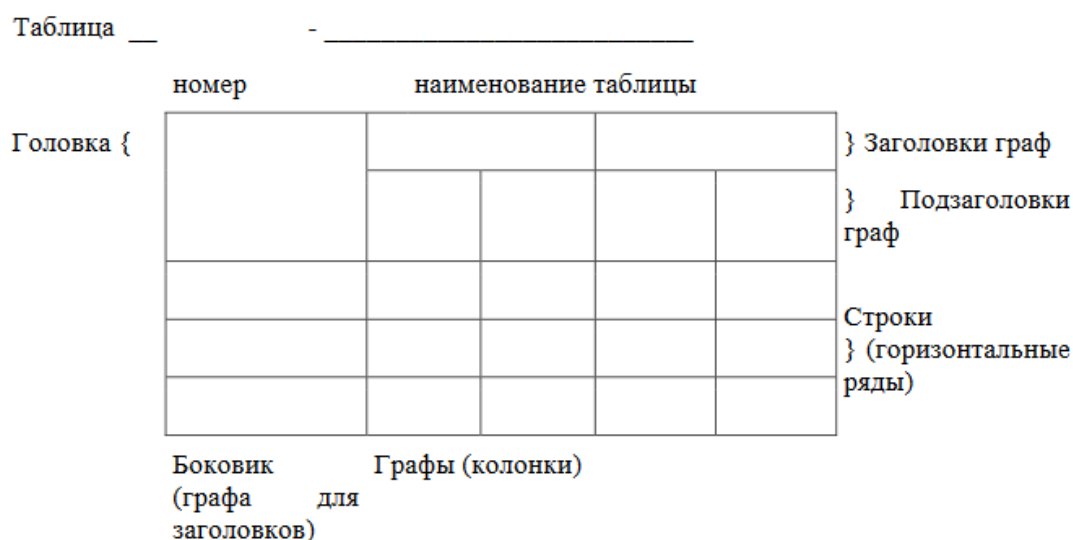 Таблица __ - __________________________
номер наименование таблицы
Головка { } Заголовки граф
} Подзаголовки
граф
Строки
} (горизонтальные
ряды)
Боковик Графы (колонки)
(графа для
заголовков)